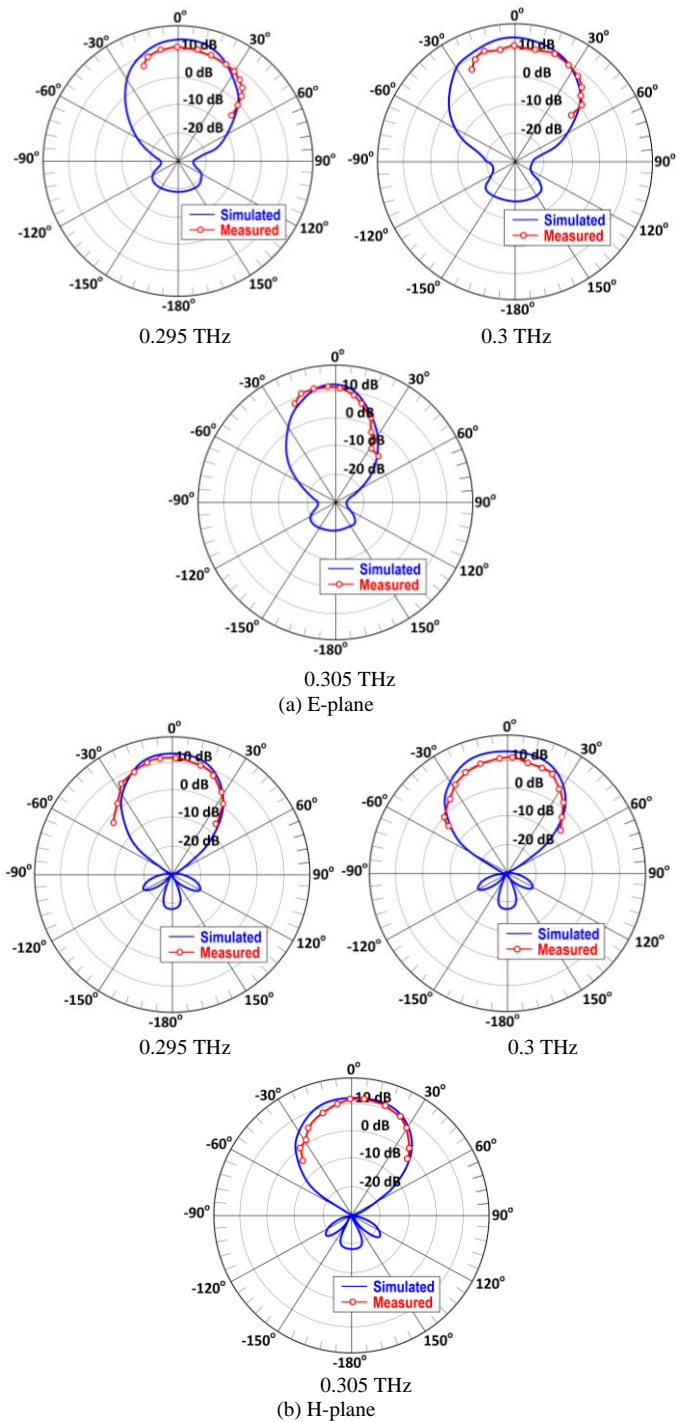 0°
-30° 30°
10 dB
0 dB
-60° 60°
-10 dB
-20 dB
-90° 90°
Simulated
Measured
-120° 120°
-150° 150°
-180°
0.295 THz
0°
-30° 30°
10 dB
0 dB
-60° 60°
-10 dB
-20 dB
-90° 90°
Simulated
Measured
-120° 120°
-150° 150°
-180°
0.3 THz
0°
-30° 30°
10 dB
0 dB
-60° 60°
-10 dB
-20 dB
-90° 90°
Simulated
Measured
-120° 120°
-150° 150°
-180°
0.305 THz
(a) E-plane
0°
-30° 30°
10 dB
0 dB
-60° 60°
-10 dB
-20 dB
-90° 90°
Simulated
Measured
-120° 120°
-150° 150°
-180°
0.295 THz
0°
-30° 30°
10 dB
0 dB
-60° 60°
-10 dB
-20 dB
-90° 90°
Simulated
Measured
-120° 120°
-150° 150°
-180°
0.3 THz
0°
-30° 30°
10 dB
0 dB
-60° 60°
-10 dB
-20 dB
-90° 90°
Simulated
Measured
-120° 120°
-150° 150°
-180°
0.305 THz
(b) H-plane